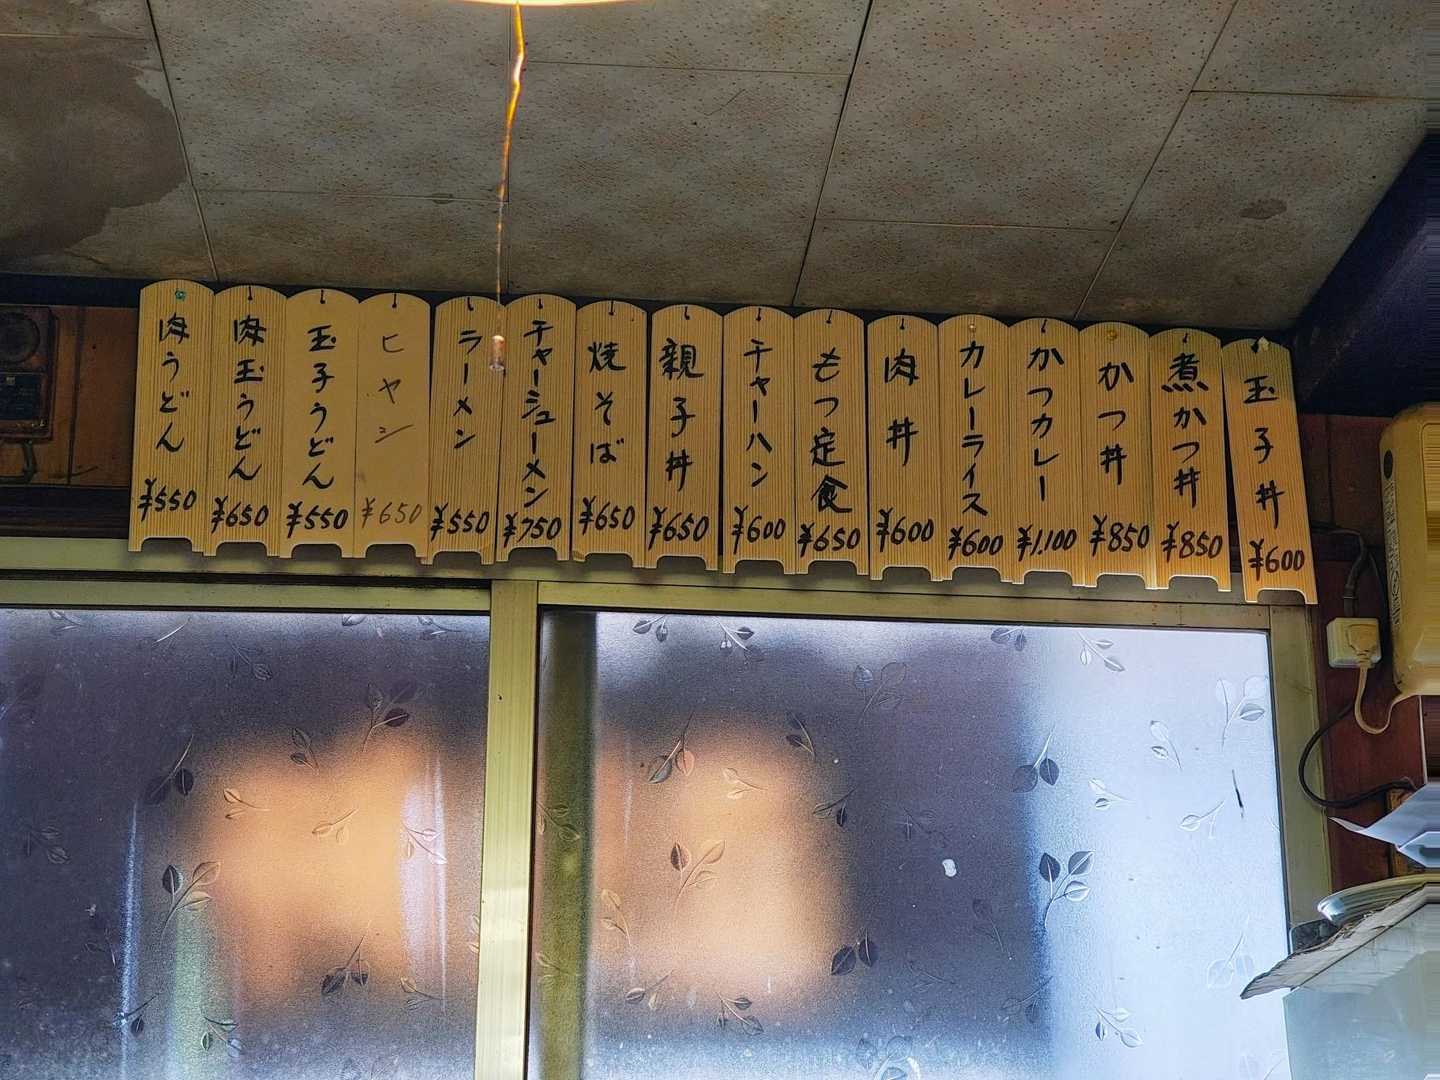 玉子丼 ¥600
煮かつ丼 ¥850
かつ丼 ¥850
かつカレー ¥1,100
カレーライス ¥600
肉丼 ¥600
もつ定食 ¥650
チャーハン ¥600
親子丼 ¥650
焼そば ¥650
チャーシューメン ¥750
ラーメン ¥550
ヒヤシ ¥650
玉子うどん ¥550
肉玉うどん ¥650
肉うどん ¥550